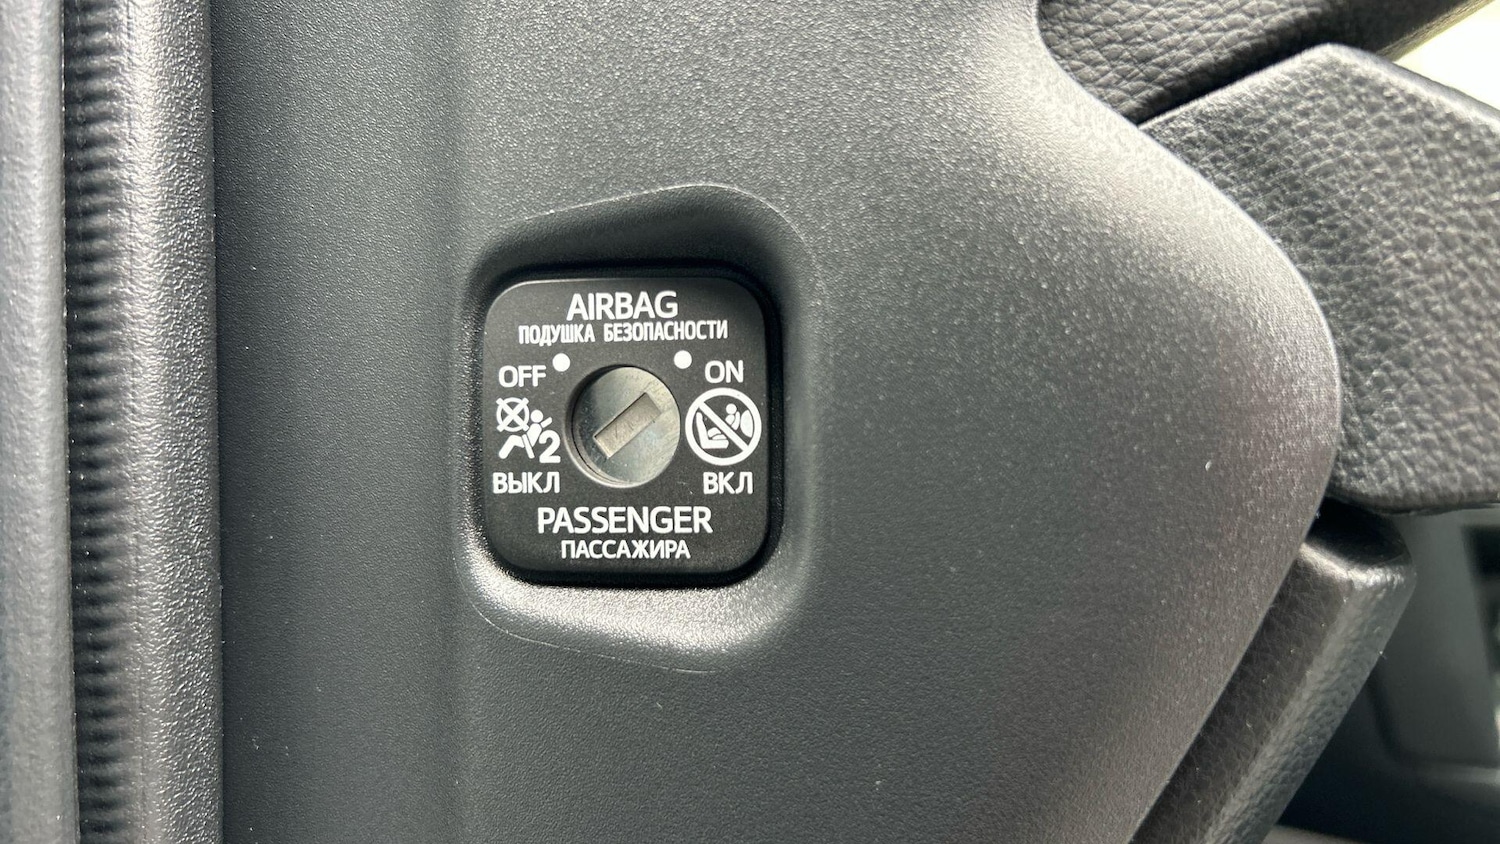 AIRBAG
ПОДУШКА БЕЗОПАСНОСТИ
OFF ON
2
ВЫКЛ ВКЛ
PASSENGER
ПАССАЖИРА